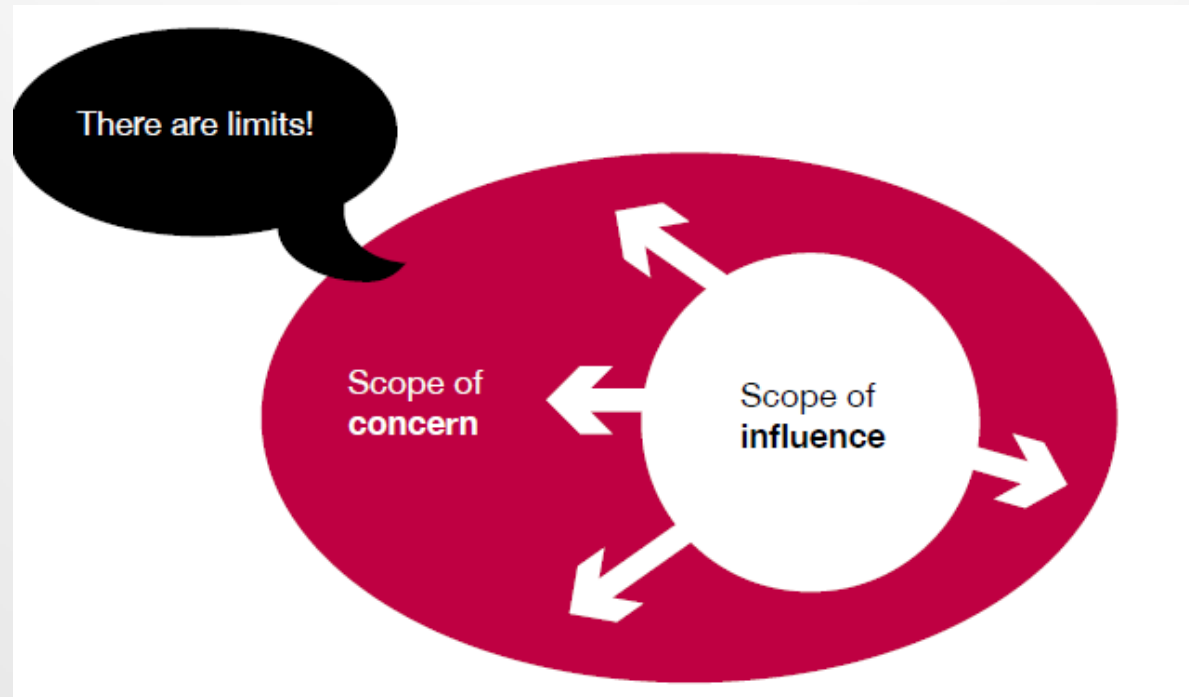 There are limits!
Scope of
concern
Scope of
influence